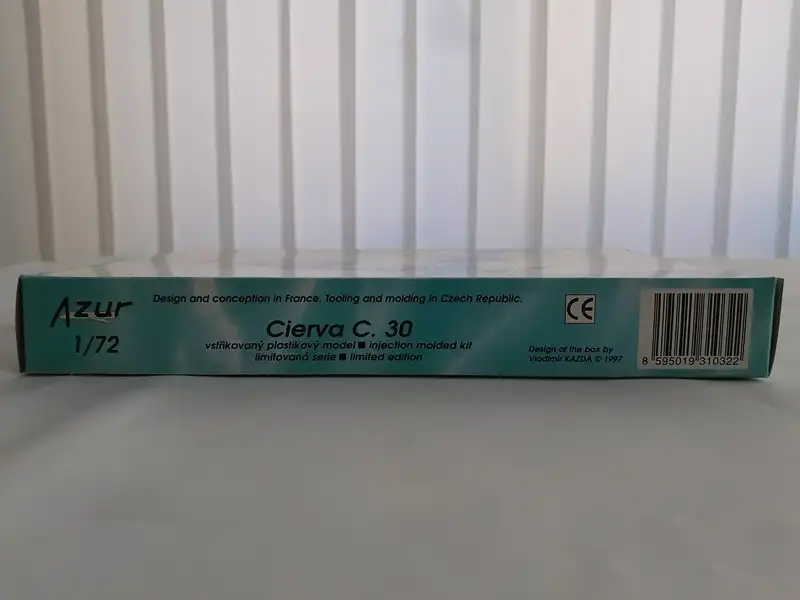 Azur
1/72
Design and conception in France. Tooling and molding in Czech Republic.
Cierva C. 30
vstřikovaný plastikový model ■ injection molded kit
limitovaná serie ■ limited edition
CE
Design of the box by
Vladimír KAZDA © 1997
8 595019 310322